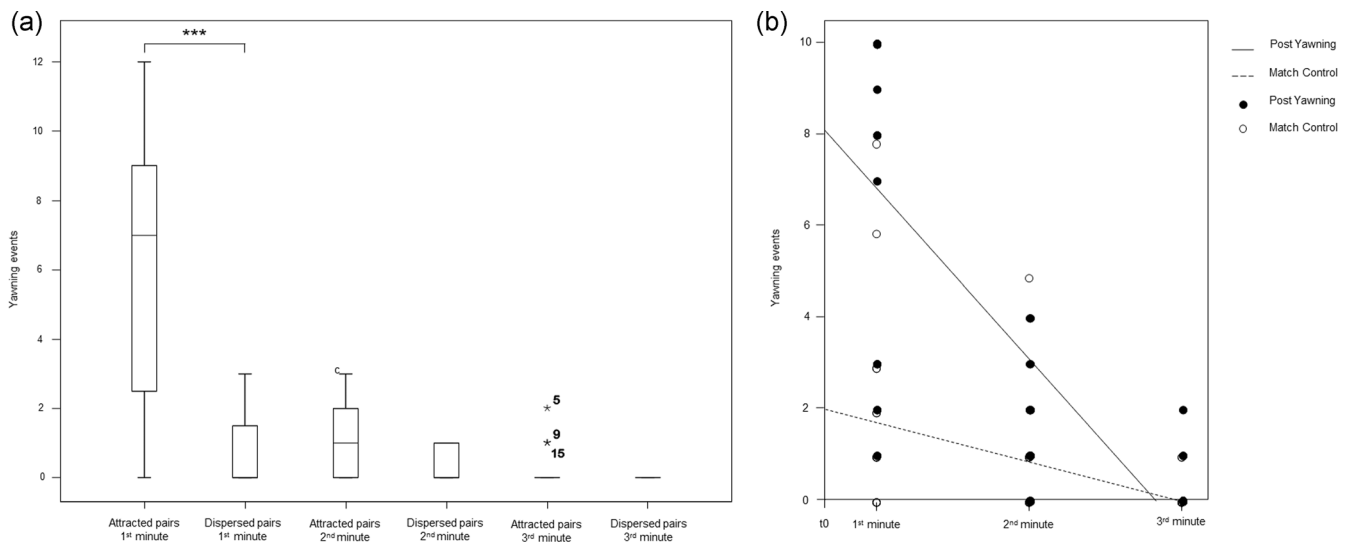 (a)
***
12
10
8
6
4
2
0
Yawning events
c
5
9
15
Attracted pairs
1st minute
Dispersed pairs
1st minute
Attracted pairs
2nd minute
Dispersed pairs
2nd minute
Attracted pairs
3rd minute
Dispersed pairs
3rd minute
(b)
10
8
6
4
2
0
Yawning events
t0
1st minute
2nd minute
3rd minute
Post Yawning
Match Control
Post Yawning
Match Control